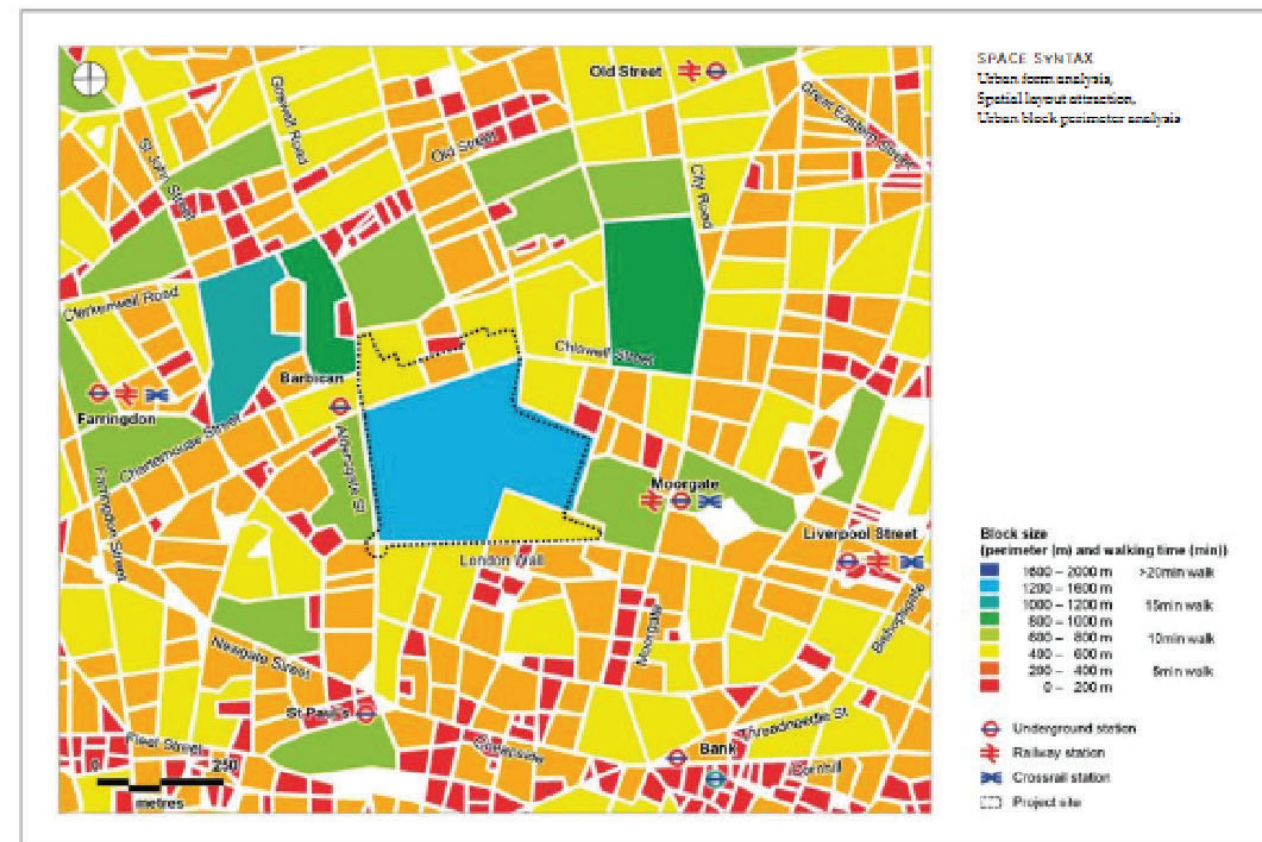 SPACE SYNTAX
Urban form analysis,
Spatial layout attraction,
Urban block perimeter analysis
Old Street
Great Eastern Street
Goswell Road
St John Street
Old Street
City Road
Clerkenwell Road
Chiswell Street
Barbican
Farringdon
Charterhouse Street
Aldersgate St
Farringdon Street
Moorgate
Liverpool Street
London Wall
Bishopsgate
Moorgate
Newgate Street
St Paul's
Threadneedle St
Fleet Street
Cheapside
Bank
Cornhill
0 250
metres
Block size
(perimeter (m) and walking time (min))
1600 – 2000 m >20min walk
1200 – 1600 m
1000 – 1200 m 15min walk
800 – 1000 m
600 – 800 m 10min walk
400 – 600 m
200 – 400 m 5min walk
0 – 200 m
Underground station
Railway station
Crossrail station
Project site